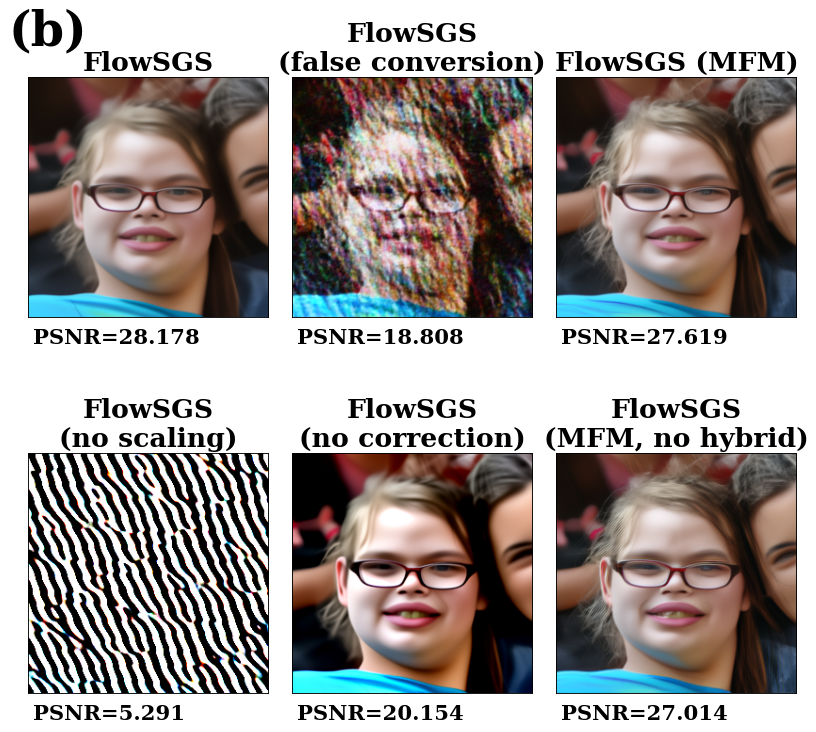 (b)
FlowSGS
FlowSGS
(false conversion)
FlowSGS (MFM)
PSNR=28.178
PSNR=18.808
PSNR=27.619
FlowSGS
(no scaling)
FlowSGS
(no correction)
FlowSGS
(MFM, no hybrid)
PSNR=5.291
PSNR=20.154
PSNR=27.014